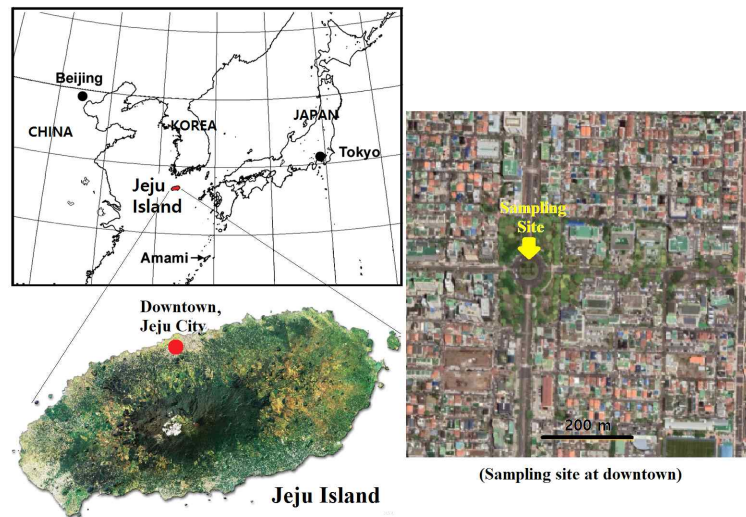 Beijing
CHINA
KOREA
JAPAN
Tokyo
Jeju
Island
Amami
Downtown,
Jeju City
Jeju Island
Sampling
Site
200 m
(Sampling site at downtown)